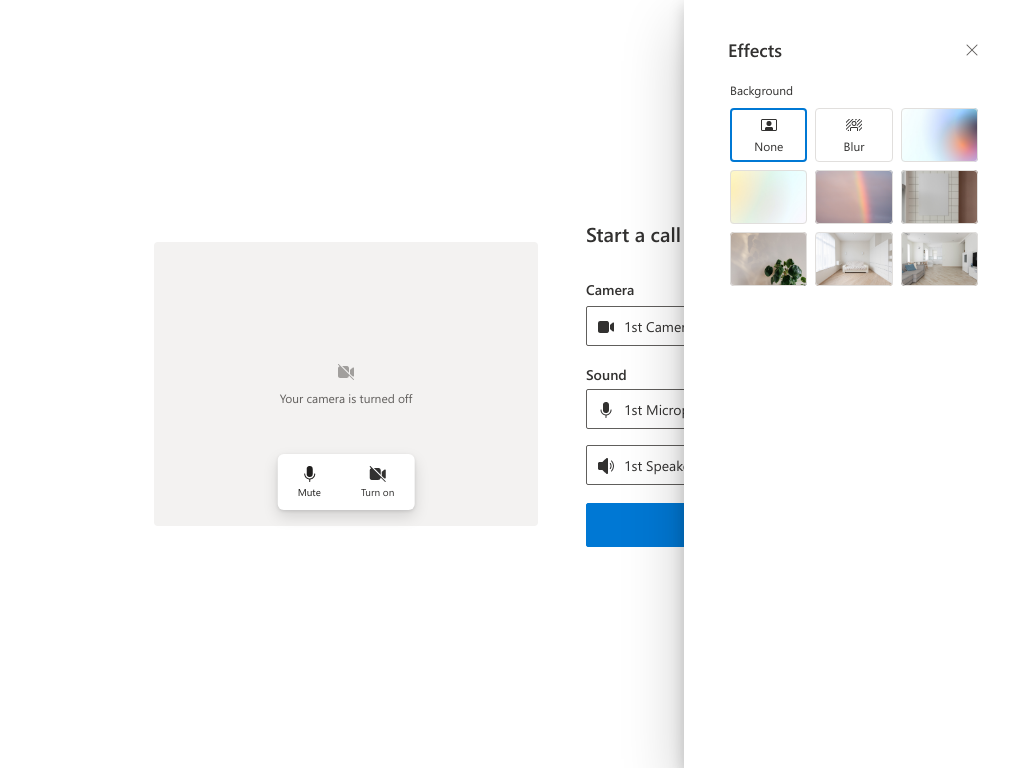 Effects
Background
None
Blur
Start a call
Camera
1st Camer
Sound
1st Microp
1st Speak
Your camera is turned off
Mute
Turn on